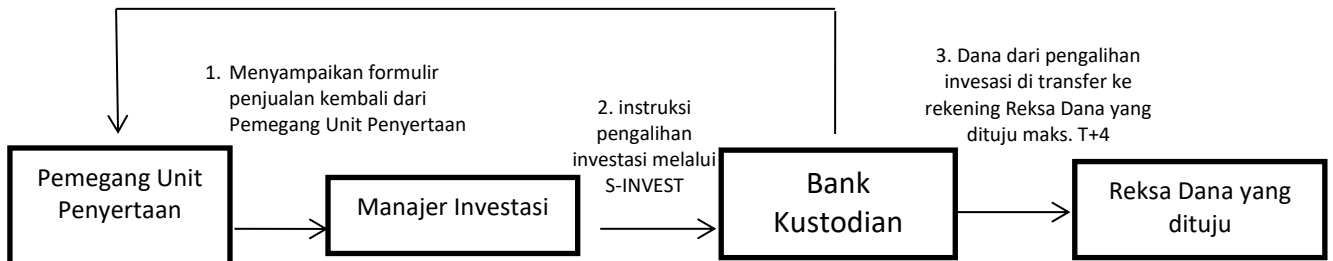 1. Menyampaikan formulir
penjualan kembali dari
Pemegang Unit Penyertaan
2. instruksi
pengalihan
investasi melalui
S-INVEST
3. Dana dari pengalihan
invesasi di transfer ke
rekening Reksa Dana yang
dituju maks. T+4
Pemegang Unit
Penyertaan
Manajer Investasi
Bank
Kustodian
Reksa Dana yang
dituju